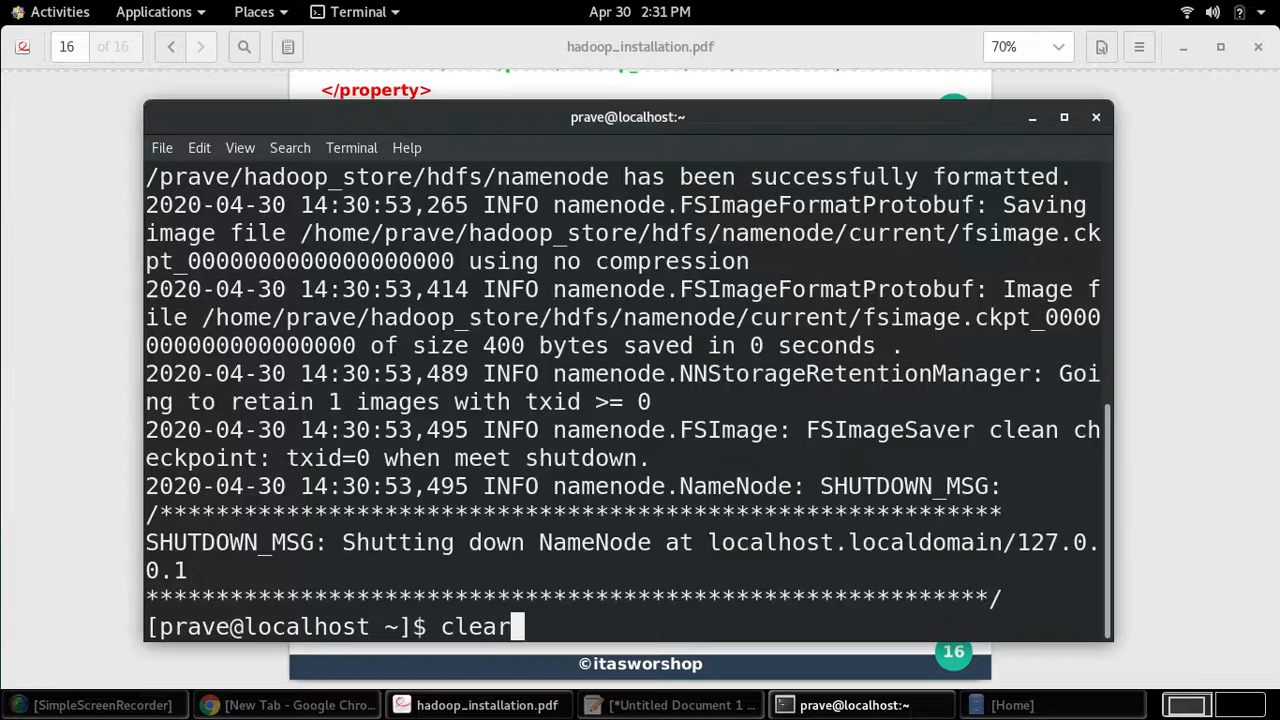 Activities Applications Places Terminal Apr 30 2:31 PM
16 of 16 hadoop_installation.pdf 70%
</property>
prave@localhost:~
File Edit View Search Terminal Help
/prave/hadoop_store/hdfs/namenode has been successfully formatted.
2020-04-30 14:30:53,265 INFO namenode.FSImageFormatProtobuf: Saving
image file /home/prave/hadoop_store/hdfs/namenode/current/fsimage.ck
pt_0000000000000000000 using no compression
2020-04-30 14:30:53,414 INFO namenode.FSImageFormatProtobuf: Image f
ile /home/prave/hadoop_store/hdfs/namenode/current/fsimage.ckpt_0000
000000000000000 of size 400 bytes saved in 0 seconds .
2020-04-30 14:30:53,489 INFO namenode.NNStorageRetentionManager: Goi
ng to retain 1 images with txid >= 0
2020-04-30 14:30:53,495 INFO namenode.FSImage: FSImageSaver clean ch
eckpoint: txid=0 when meet shutdown.
2020-04-30 14:30:53,495 INFO namenode.NameNode: SHUTDOWN_MSG:
/************************************************************
SHUTDOWN_MSG: Shutting down NameNode at localhost.localdomain/127.0.
0.1
************************************************************/
[prave@localhost ~]$ clear
©itasworshop 16
[SimpleScreenRecorder] [New Tab - Google Chro... hadoop_installation.pdf [*Untitled Document 1 ... prave@localhost:~ [Home]